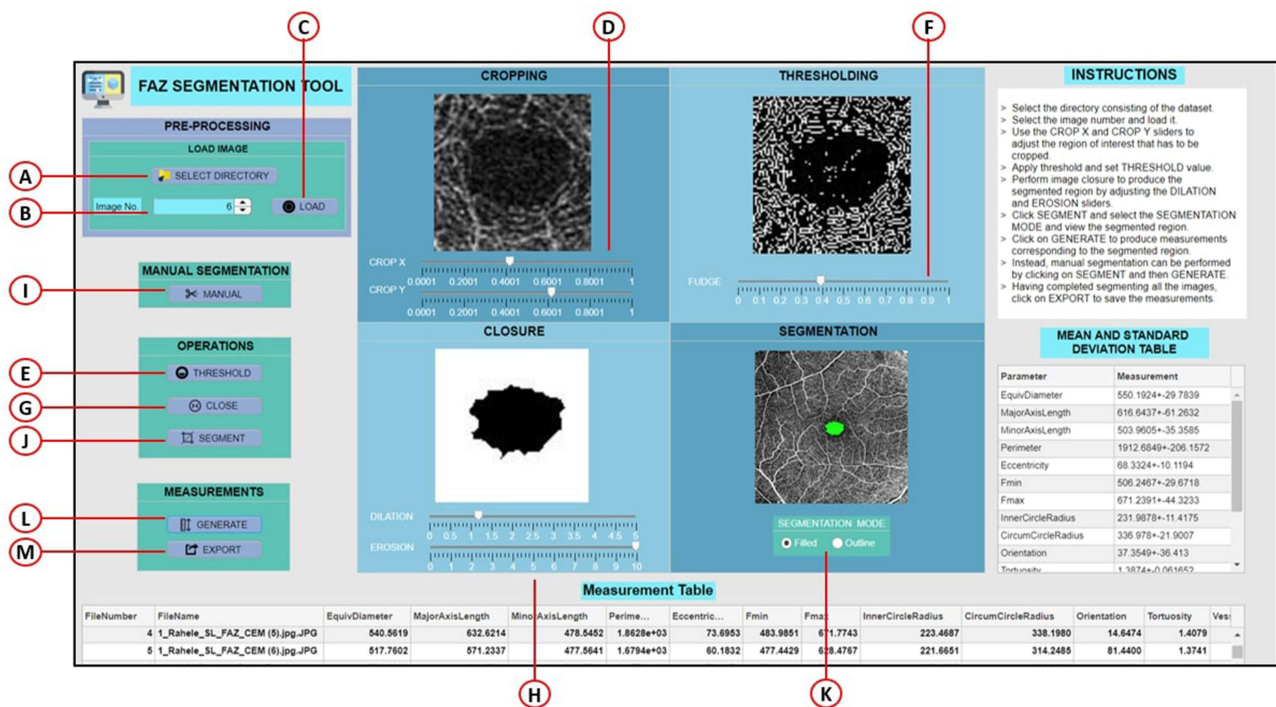 C
D
F
FAZ SEGMENTATION TOOL
PRE-PROCESSING
LOAD IMAGE
A
SELECT DIRECTORY
B
Image No.
6
LOAD
MANUAL SEGMENTATION
I
MANUAL
OPERATIONS
E
THRESHOLD
G
CLOSE
J
SEGMENT
MEASUREMENTS
L
GENERATE
M
EXPORT
CROPPING
CROP X
0.0001 0.2001 0.4001 0.6001 0.8001 1
CROP Y
0.0001 0.2001 0.4001 0.6001 0.8001 1
THRESHOLDING
FUDGE
0 0.1 0.2 0.3 0.4 0.5 0.6 0.7 0.8 0.9 1
CLOSURE
DILATION
0 0.5 1 1.5 2 2.5 3 3.5 4 4.5 5
EROSION
0 1 2 3 4 5 6 7 8 9 10
SEGMENTATION
SEGMENTATION MODE
Filled Outline
INSTRUCTIONS
> Select the directory consisting of the dataset.
> Select the image number and load it.
> Use the CROP X and CROP Y sliders to
adjust the region of interest that has to be
cropped.
> Apply threshold and set THRESHOLD value.
> Perform image closure to produce the
segmented region by adjusting the DILATION
and EROSION sliders.
> Click SEGMENT and select the SEGMENTATION
MODE and view the segmented region.
> Click on GENERATE to produce measurements
corresponding to the segmented region.
> Instead, manual segmentation can be performed
by clicking on SEGMENT and then GENERATE.
> Having completed segmenting all the images,
click on EXPORT to save the measurements.
MEAN AND STANDARD
DEVIATION TABLE
Parameter Measurement
EquivDiameter 550.1924+-29.7839
MajorAxisLength 616.6437+-61.2632
MinorAxisLength 503.9605+-35.3585
Perimeter 1912.6849+-206.1572
Eccentricity 68.3324+-10.1194
Fmin 506.2467+-29.6718
Fmax 671.2391+-44.3233
InnerCircleRadius 231.9878+-11.4175
CircumCircleRadius 336.978+-21.9007
Orientation 37.3549+-36.413
Tortuosity 1.3874+-0.061652
Measurement Table
FileNumber FileName EquivDiameter MajorAxisLength MinorAxisLength Perime... Eccentric... Fmin Fmax InnerCircleRadius CircumCircleRadius Orientation Tortuosity Vess
4 1_Rahele_SL_FAZ_CEM (5).jpg.JPG 540.5619 632.6214 478.5452 1.8628e+03 73.6953 483.9851 671.7743 223.4687 338.1980 14.6474 1.4079
5 1_Rahele_SL_FAZ_CEM (6).jpg.JPG 517.7602 571.2337 477.5641 1.6794e+03 60.1832 477.4429 628.4767 221.6651 314.2485 81.4400 1.3741
H
K